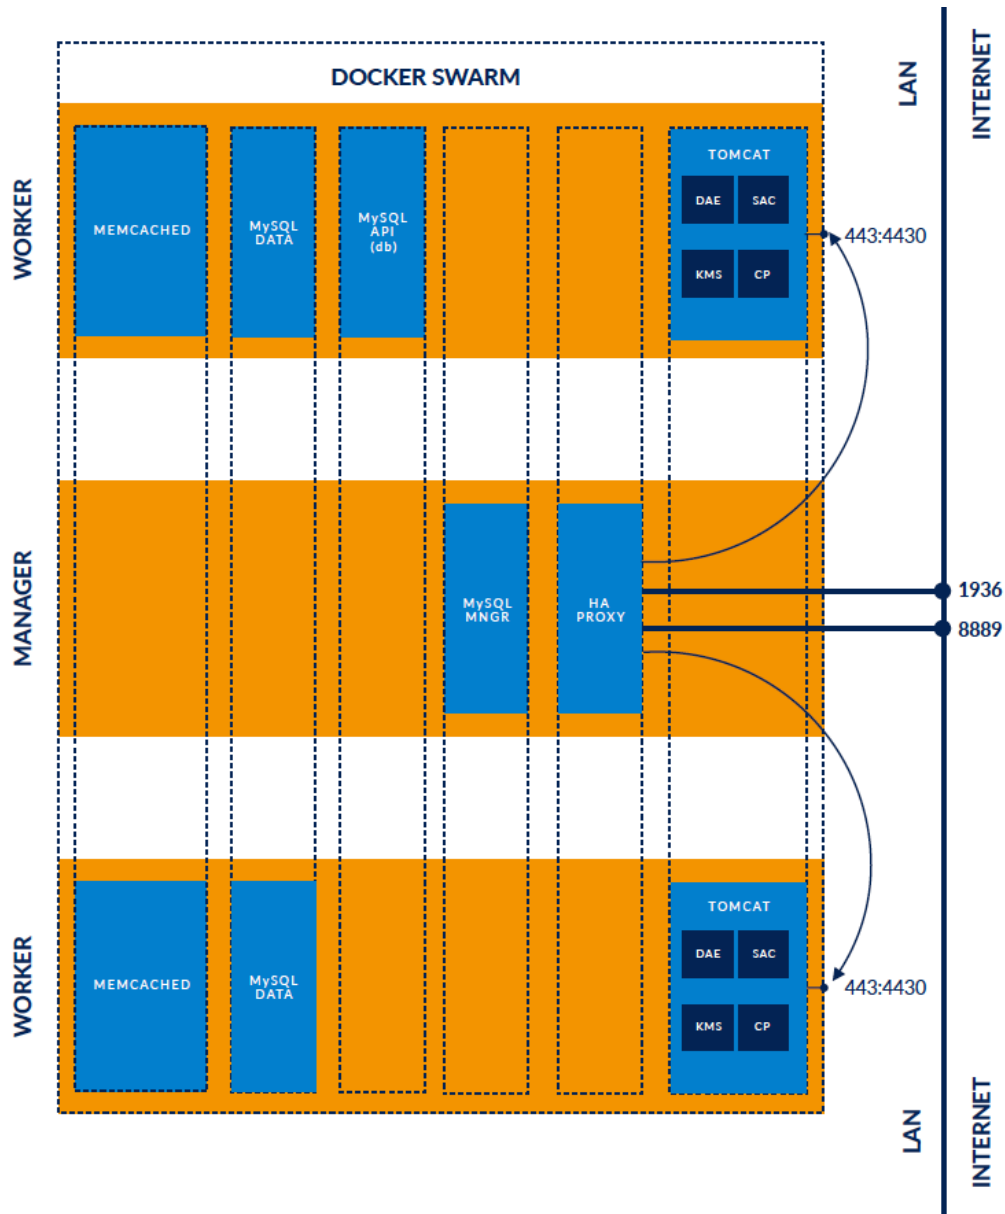 DOCKER SWARM
LAN
INTERNET
WORKER
MEMCACHED
MySQL
DATA
MySQL
API
(db)
TOMCAT
DAE
SAC
KMS
CP
443:4430
MANAGER
MySQL
MNGR
HA
PROXY
1936
8889
WORKER
MEMCACHED
MySQL
DATA
TOMCAT
DAE
SAC
KMS
CP
443:4430
LAN
INTERNET